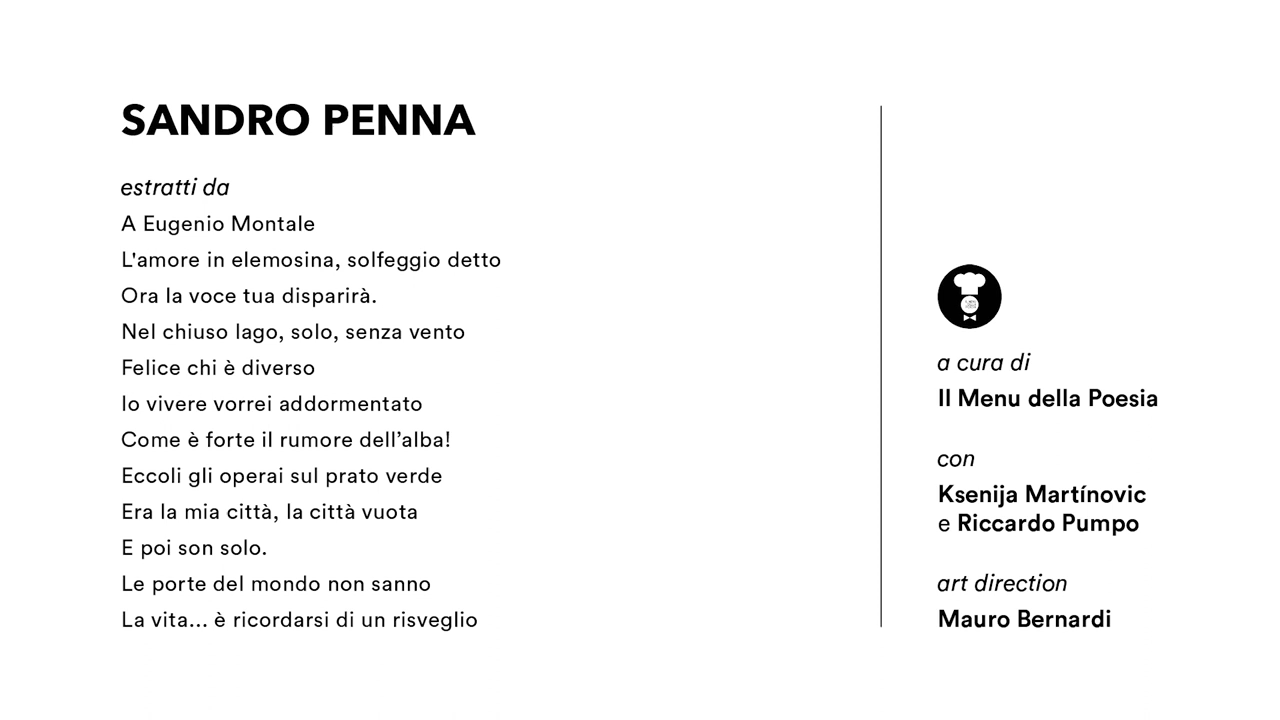 SANDRO PENNA
estratti da
A Eugenio Montale
L'amore in elemosina, solfeggio detto
Ora la voce tua disparirà.
Nel chiuso lago, solo, senza vento
Felice chi è diverso
Io vivere vorrei addormentato
Come è forte il rumore dell’alba!
Eccoli gli operai sul prato verde
Era la mia città, la città vuota
E poi son solo.
Le porte del mondo non sanno
La vita... è ricordarsi di un risveglio
a cura di
Il Menu della Poesia
con
Ksenija Martínovic
e Riccardo Pumpo
art direction
Mauro Bernardi